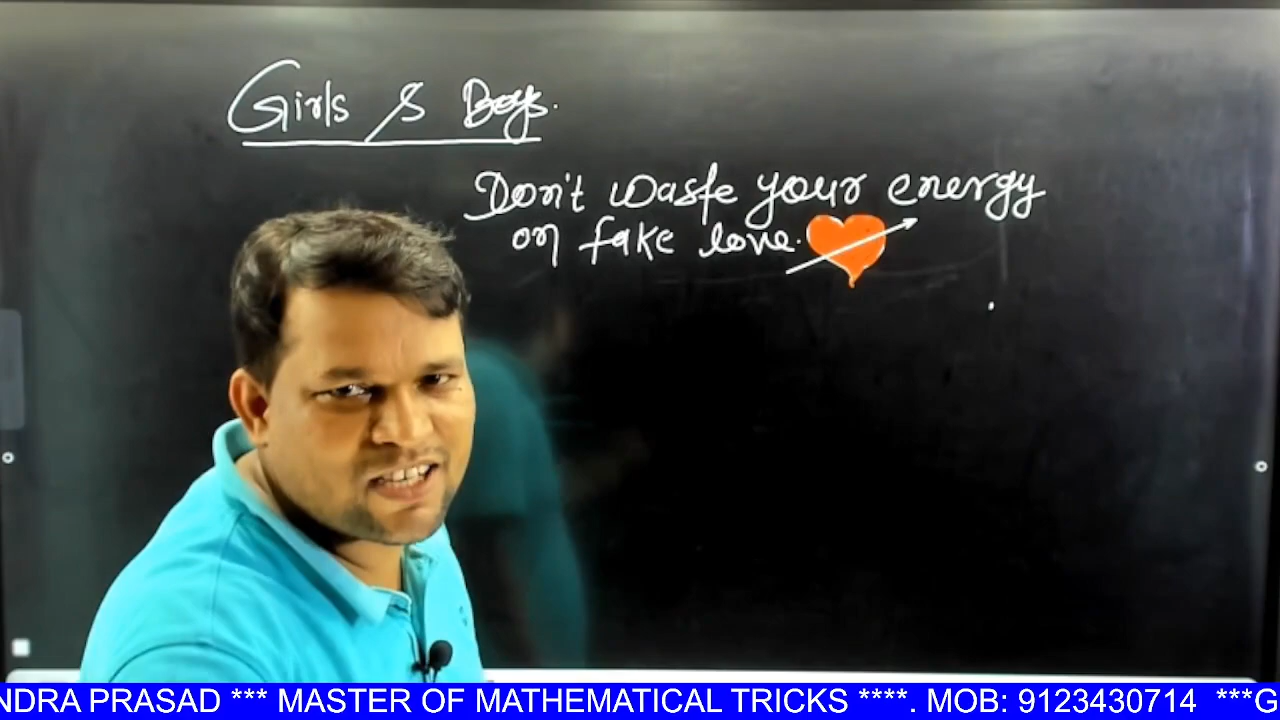 Girls & Boys.
Don't waste your energy
on fake love.
NDRA PRASAD *** MASTER OF MATHEMATICAL TRICKS ****. MOB: 9123430714 ***G